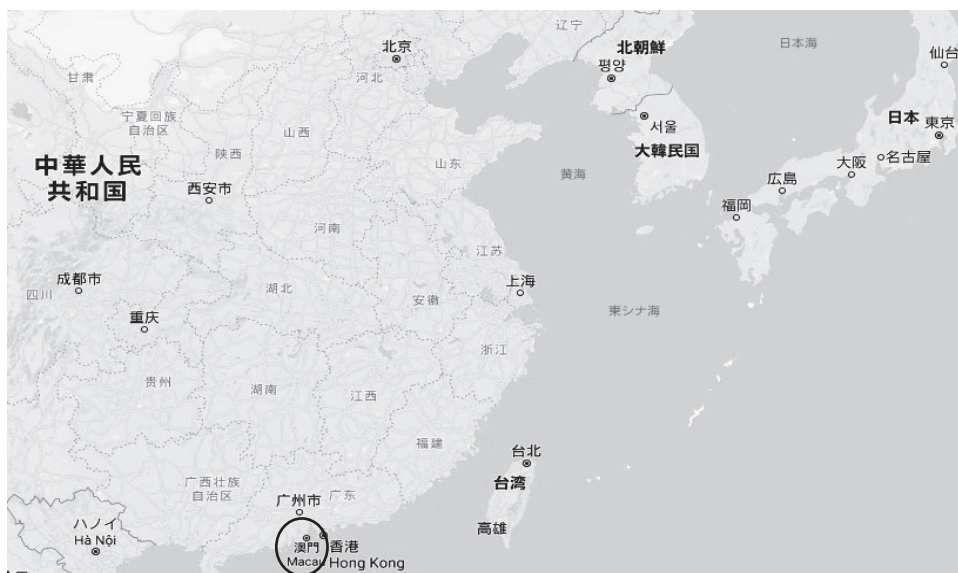 辽宁
北京
北朝鮮
日本海
仙台
평양
河北
甘肃
宁夏回族
自治区
山西
서울
日本
東京
陕西
山东
大韓民国
大阪
名古屋
中華人民
共和国
黄海
広島
西安市
福岡
河南
江苏
成都市
四川
湖北
安徽
上海
重庆
東シナ海
浙江
贵州
湖南
江西
福建
台北
广西壮族
自治区
台湾
广州市
广东
高雄
ハノイ
Hà Nội
澳門
Macau
香港
Hong Kong